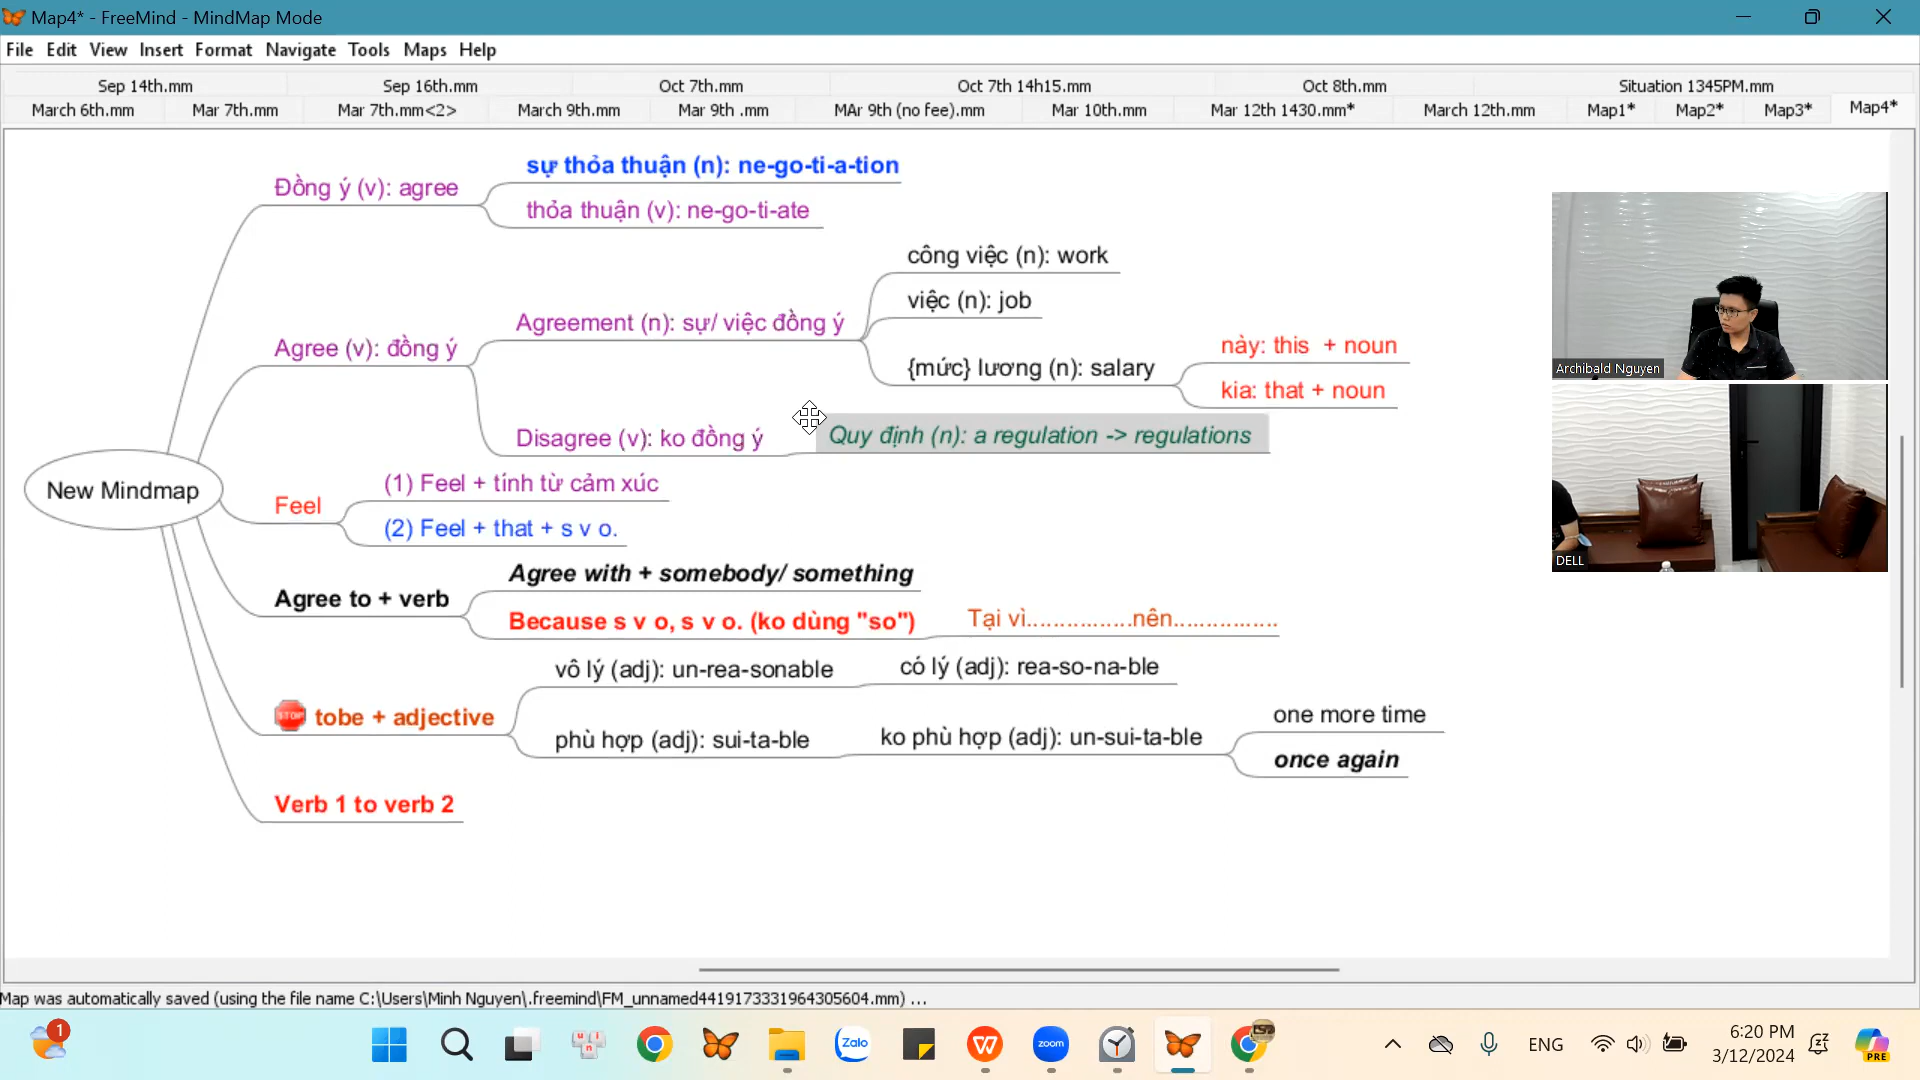 Map4* - FreeMind - MindMap Mode
File Edit View Insert Format Navigate Tools Maps Help
Sep 14th.mm Sep 16th.mm Oct 7th.mm Oct 7th 14h15.mm Oct 8th.mm Situation 1345PM.mm
March 6th.mm Mar 7th.mm Mar 7th.mm<2> March 9th.mm Mar 9th .mm MAr 9th (no fee).mm Mar 10th.mm Mar 12th 1430.mm* March 12th.mm Map1* Map2* Map3* Map4*
New Mindmap
Đồng ý (v): agree
sự thỏa thuận (n): ne-go-ti-a-tion
thỏa thuận (v): ne-go-ti-ate
Agree (v): đồng ý
Agreement (n): sự/ việc đồng ý
công việc (n): work
việc (n): job
{mức} lương (n): salary
này: this + noun
kia: that + noun
Disagree (v): ko đồng ý
Quy định (n): a regulation -> regulations
Feel
(1) Feel + tính từ cảm xúc
(2) Feel + that + s v o.
Agree to + verb
Agree with + somebody/ something
Because s v o, s v o. (ko dùng "so")
Tại vì................nên................
STOP tobe + adjective
vô lý (adj): un-rea-sonable
có lý (adj): rea-so-na-ble
phù hợp (adj): sui-ta-ble
ko phù hợp (adj): un-sui-ta-ble
one more time
once again
Verb 1 to verb 2
Archibald Nguyen
DELL
Map was automatically saved (using the file name C:\Users\Minh Nguyen\.freemind\FM_unnamed4419173331964305604.mm) ...
1
Zalo
zoom
ENG
6:20 PM
3/12/2024
PRE